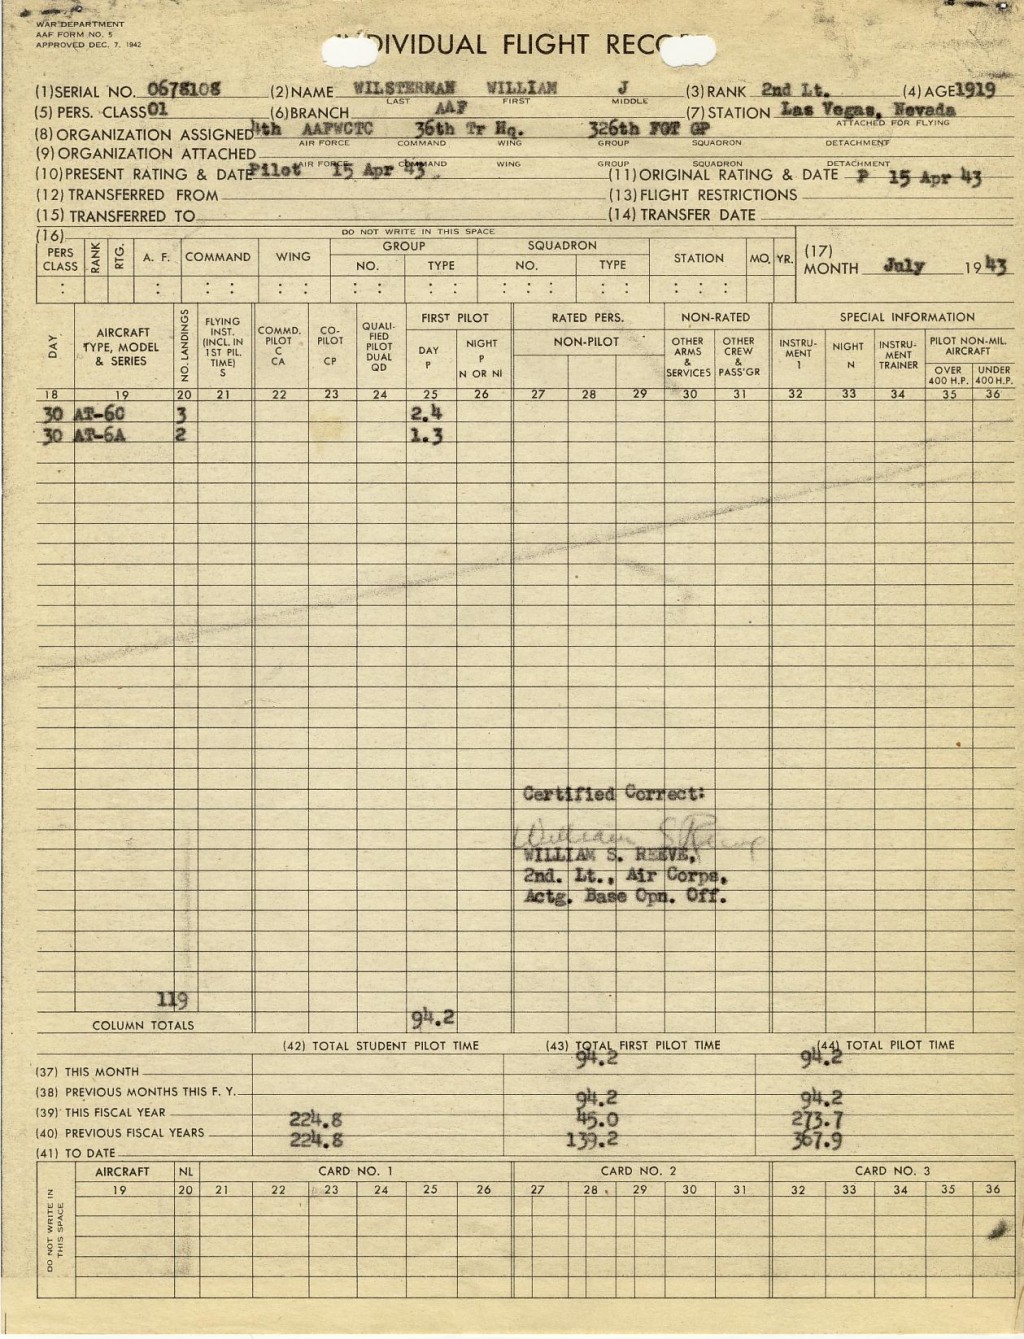 WAR DEPARTMENT
AAF FORM NO. 5
APPROVED DEC. 7, 1942
INDIVIDUAL FLIGHT RECO
(1) SERIAL NO. 0678108 (2) NAME WILSTERMAN WILLIAM J (3) RANK 2nd Lt. (4) AGE 1919
LAST FIRST MIDDLE
(5) PERS. CLASS 01 (6) BRANCH AAF (7) STATION Las Vegas, Nevada
ATTACHED FOR FLYING
(8) ORGANIZATION ASSIGNED 4th AAFWCTC 36th Tr Hq. 326th FGT GP
AIR FORCE COMMAND WING GROUP SQUADRON DETACHMENT
(9) ORGANIZATION ATTACHED
AIR FORCE COMMAND WING GROUP SQUADRON DETACHMENT
(10) PRESENT RATING & DATE Pilot 15 Apr 43 (11) ORIGINAL RATING & DATE P 15 Apr 43
(12) TRANSFERRED FROM (13) FLIGHT RESTRICTIONS
(15) TRANSFERRED TO (14) TRANSFER DATE
(16) DO NOT WRITE IN THIS SPACE
PERS CLASS RANK RTG. A. F. COMMAND WING GROUP NO. TYPE SQUADRON NO. TYPE STATION MO. YR. (17) MONTH July 1943
DAY AIRCRAFT TYPE, MODEL & SERIES NO. LANDINGS FLYING INST. (INCL. IN 1ST PIL. TIME) S COMMD. PILOT C CA CO-PILOT CP QUALI-FIED PILOT DUAL QD FIRST PILOT DAY P NIGHT P N OR NI RATED PERS. NON-PILOT NON-RATED OTHER ARMS & SERVICES OTHER CREW & PASS'GR SPECIAL INFORMATION INSTRU-MENT I NIGHT N INSTRU-MENT TRAINER PILOT NON-MIL. AIRCRAFT OVER 400 H.P. UNDER 400 H.P.
18 19 20 21 22 23 24 25 26 27 28 29 30 31 32 33 34 35 36
30 AT-6C 3 2.4
30 AT-6A 2 1.3
Certified Correct:
William S Reeve
WILLIAM S. REEVE,
2nd. Lt., Air Corps,
Actg. Base Opn. Off.
119
COLUMN TOTALS 94.2
(42) TOTAL STUDENT PILOT TIME (43) TOTAL FIRST PILOT TIME (44) TOTAL PILOT TIME
94.2 94.2
(37) THIS MONTH
(38) PREVIOUS MONTHS THIS F. Y. 94.2 94.2
(39) THIS FISCAL YEAR 224.8 45.0 273.7
(40) PREVIOUS FISCAL YEARS 224.8 139.2 367.9
(41) TO DATE
DO NOT WRITE IN THIS SPACE
AIRCRAFT NL CARD NO. 1 CARD NO. 2 CARD NO. 3
19 20 21 22 23 24 25 26 27 28 29 30 31 32 33 34 35 36